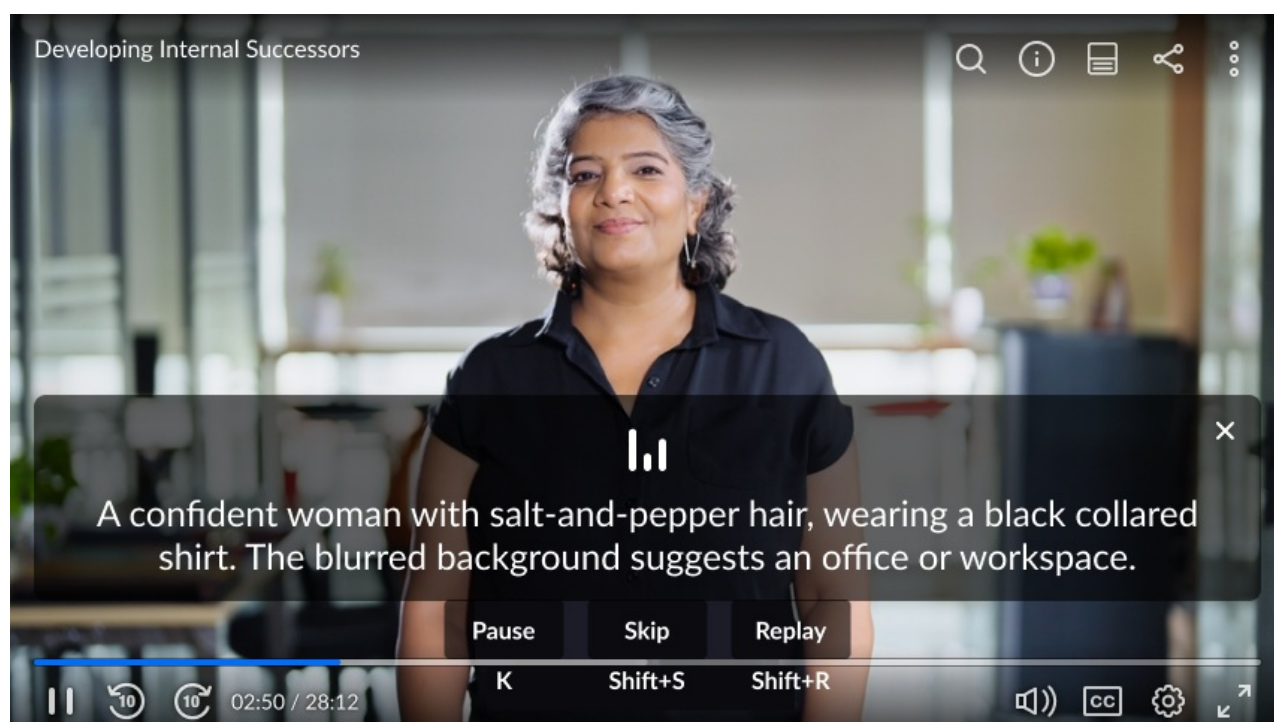 Developing Internal Successors
A confident woman with salt-and-pepper hair, wearing a black collared
shirt. The blurred background suggests an office or workspace.
Pause Skip Replay
K Shift+S Shift+R
10 10 02:50 / 28:12 CC